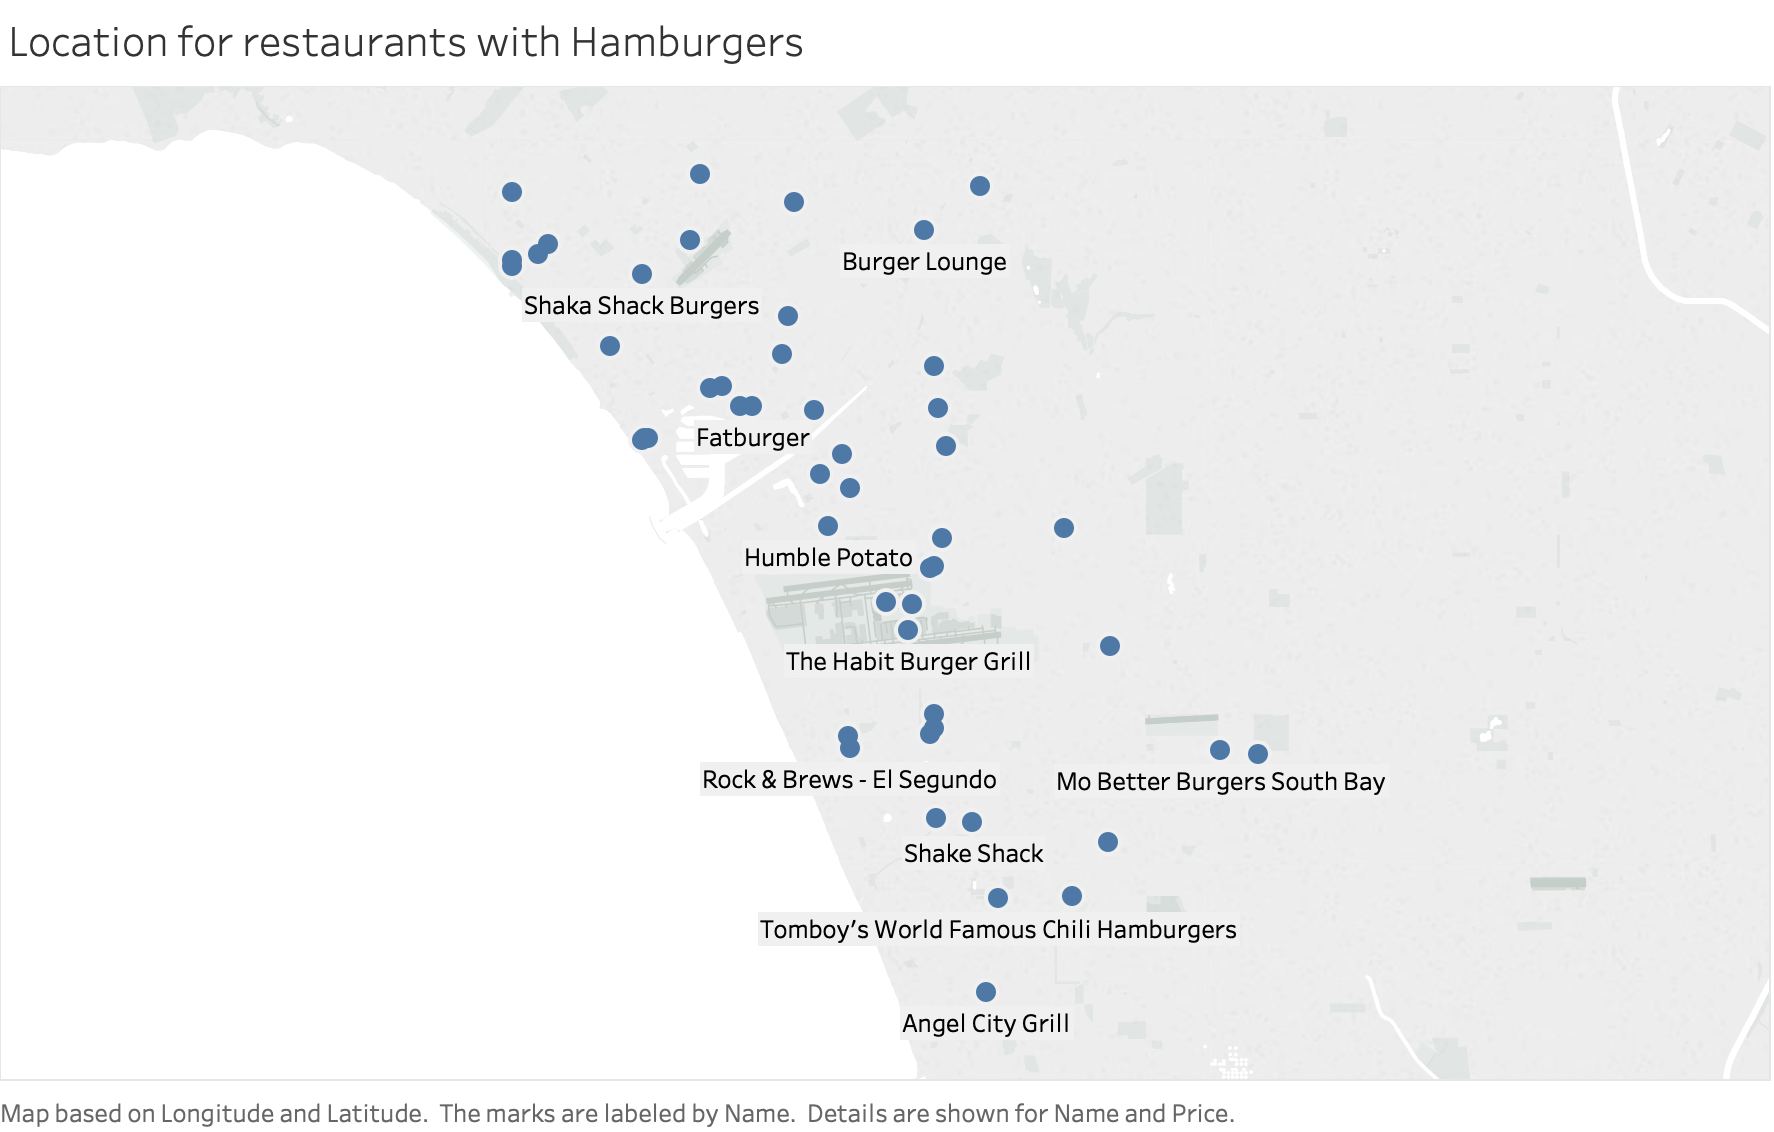 Location for restaurants with Hamburgers
Burger Lounge
Shaka Shack Burgers
Fatburger
Humble Potato
The Habit Burger Grill
Rock & Brews - El Segundo
Mo Better Burgers South Bay
Shake Shack
Tomboy's World Famous Chili Hamburgers
Angel City Grill
Map based on Longitude and Latitude.  The marks are labeled by Name.  Details are shown for Name and Price.